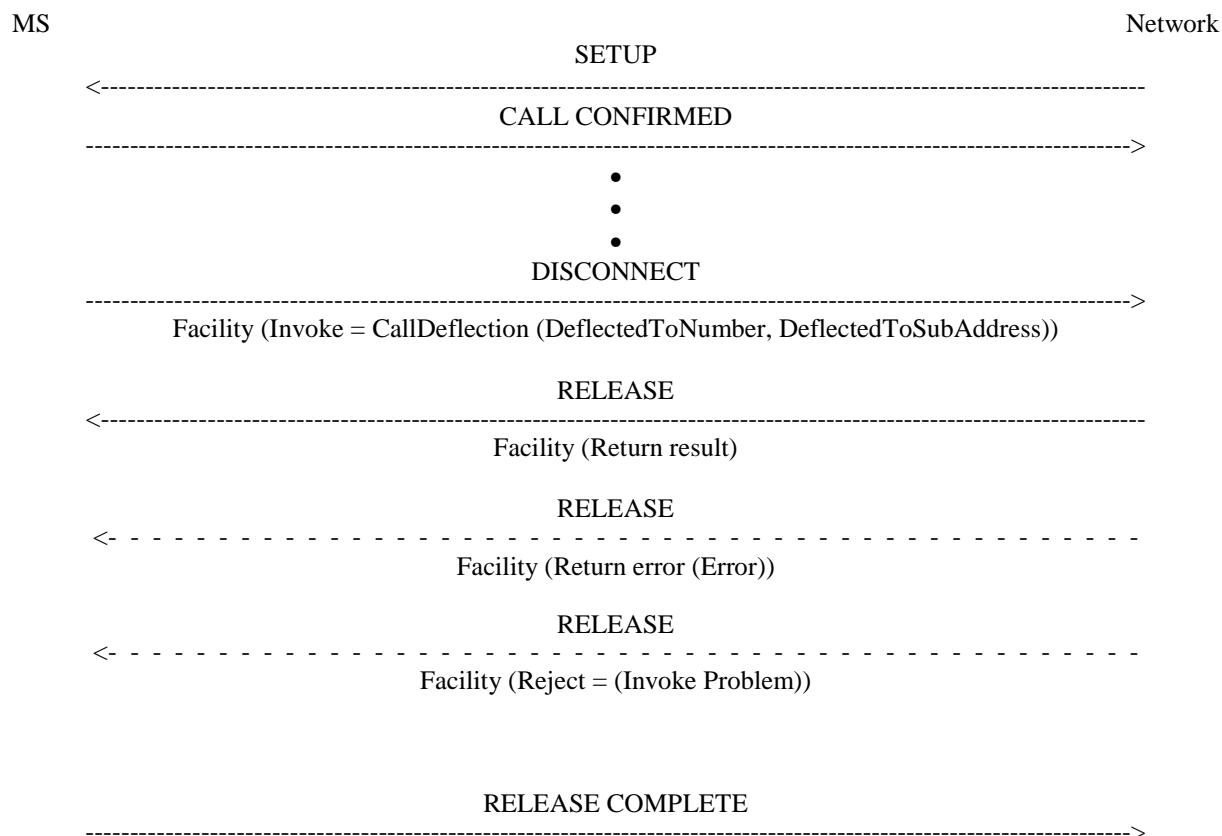 MS Network
SETUP
<----------------------------------------------------------------------------------------------------------------------
CALL CONFIRMED
---------------------------------------------------------------------------------------------------------------------->
•
•
•
DISCONNECT
---------------------------------------------------------------------------------------------------------------------->
Facility (Invoke = CallDeflection (DeflectedToNumber, DeflectedToSubAddress))
RELEASE
<----------------------------------------------------------------------------------------------------------------------
Facility (Return result)
RELEASE
<- - - - - - - - - - - - - - - - - - - - - - - - - - - - - - - - - - - -
Facility (Return error (Error))
RELEASE
<- - - - - - - - - - - - - - - - - - - - - - - - - - - - - - - - - - - -
Facility (Reject = (Invoke Problem))
RELEASE COMPLETE
---------------------------------------------------------------------------------------------------------------------->